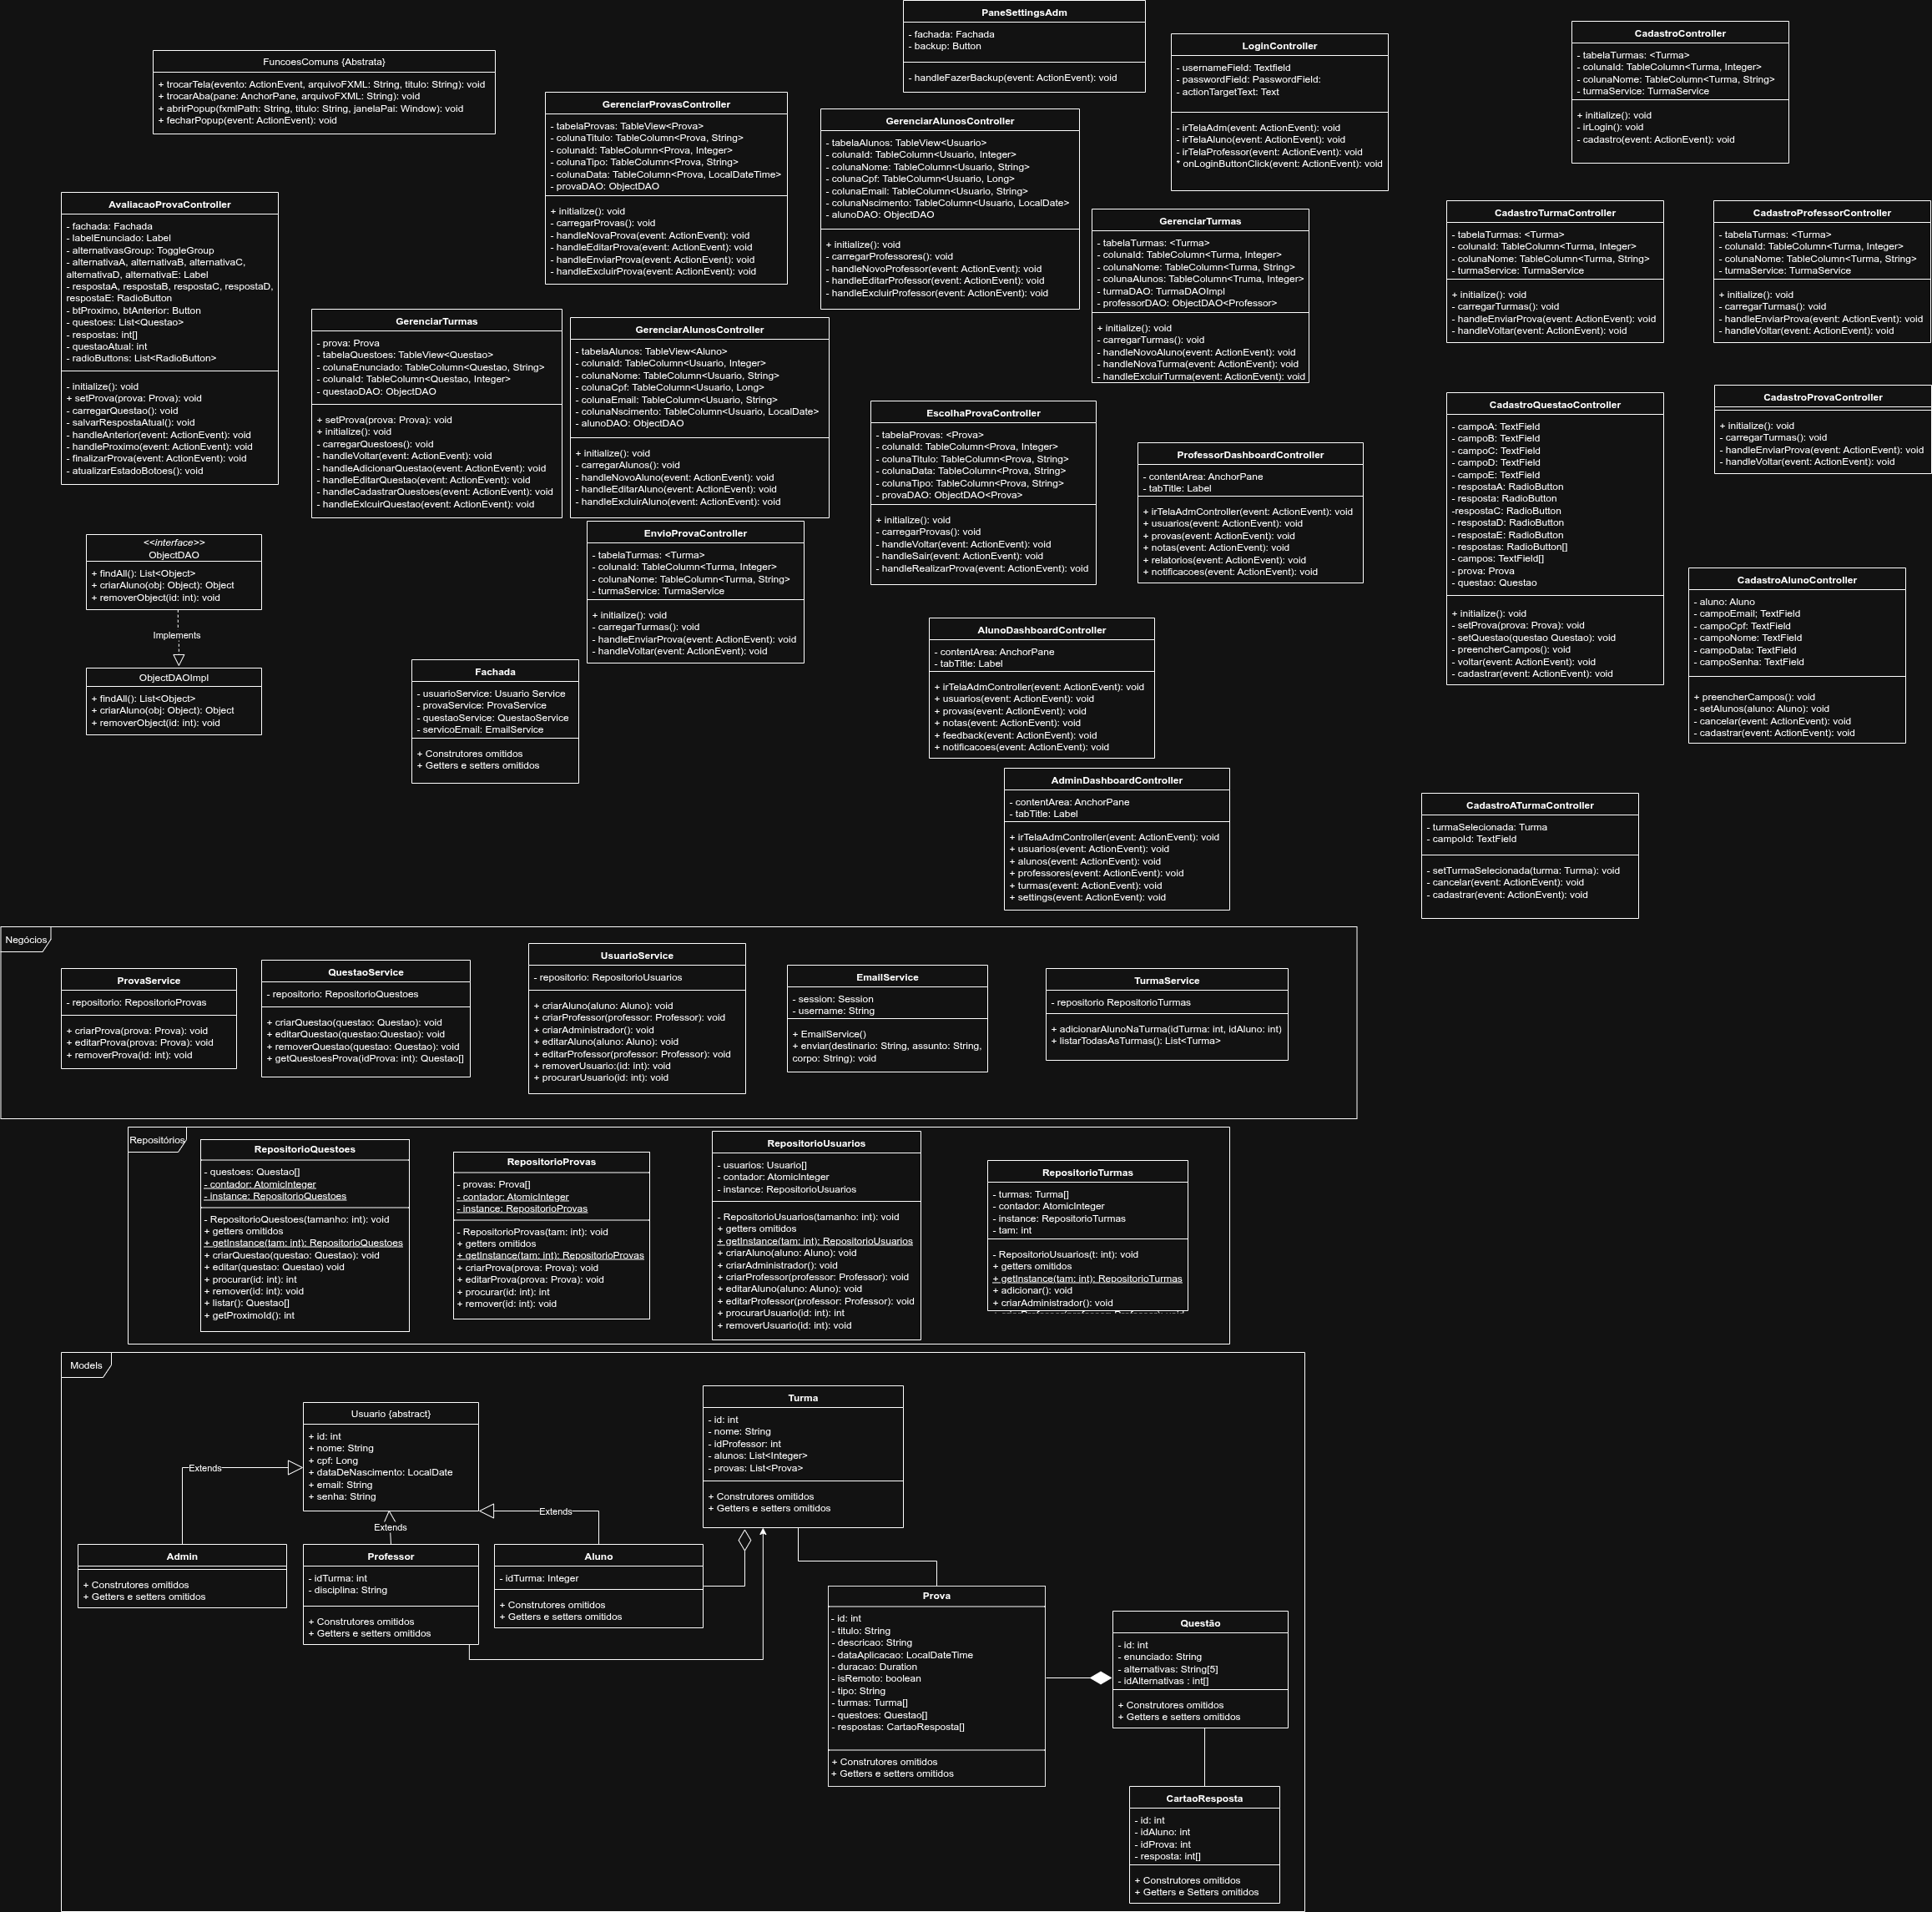 PaneSettingsAdm
- fachada: Fachada
- backup: Button
- handleFazerBackup(event: ActionEvent): void
LoginController
- usernameField: Textfield
- passwordField: PasswordField:
- actionTargetText: Text
- irTelaAdm(event: ActionEvent): void
- irTelaAluno(event: ActionEvent): void
- irTelaProfessor(event: ActionEvent): void
* onLoginButtonClick(event: ActionEvent): void
CadastroController
- tabelaTurmas: <Turma>
- colunaId: TableColumn<Turma, Integer>
- colunaNome: TableColumn<Turma, String>
- turmaService: TurmaService
+ initialize(): void
- irLogin(): void
- cadastro(event: ActionEvent): void
FuncoesComuns {Abstrata}
+ trocarTela(evento: ActionEvent, arquivoFXML: String, titulo: String): void
+ trocarAba(pane: AnchorPane, arquivoFXML: String): void
+ abrirPopup(fxmlPath: String, titulo: String, janelaPai: Window): void
+ fecharPopup(event: ActionEvent): void
GerenciarProvasController
- tabelaProvas: TableView<Prova>
- colunaTitulo: TableColumn<Prova, String>
- colunaId: TableColumn<Prova, Integer>
- colunaTipo: TableColumn<Prova, String>
- colunaData: TableColumn<Prova, LocalDateTime>
- provaDAO: ObjectDAO
+ initialize(): void
- carregarProvas(): void
- handleNovaProva(event: ActionEvent): void
- handleEditarProva(event: ActionEvent): void
- handleEnviarProva(event: ActionEvent): void
- handleExcluirProva(event: ActionEvent): void
GerenciarAlunosController
- tabelaAlunos: TableView<Usuario>
- colunaId: TableColumn<Usuario, Integer>
- colunaNome: TableColumn<Usuario, String>
- colunaCpf: TableColumn<Usuario, Long>
- colunaEmail: TableColumn<Usuario, String>
- colunaNscimento: TableColumn<Usuario, LocalDate>
- alunoDAO: ObjectDAO
+ initialize(): void
- carregarProfessores(): void
- handleNovoProfessor(event: ActionEvent): void
- handleEditarProfessor(event: ActionEvent): void
- handleExcluirProfessor(event: ActionEvent): void
GerenciarTurmas
- tabelaTurmas: <Turma>
- colunaId: TableColumn<Turma, Integer>
- colunaNome: TableColumn<Turma, String>
- colunaAlunos: TableColumn<Truma, Integer>
- turmaDAO: TurmaDAOImpl
- professorDAO: ObjectDAO<Professor>
+ initialize(): void
- carregarTurmas(): void
- handleNovoAluno(event: ActionEvent): void
- handleNovaTurma(event: ActionEvent): void
- handleExcluirTurma(event: ActionEvent): void
CadastroTurmaController
- tabelaTurmas: <Turma>
- colunaId: TableColumn<Turma, Integer>
- colunaNome: TableColumn<Turma, String>
- turmaService: TurmaService
+ initialize(): void
- carregarTurmas(): void
- handleEnviarProva(event: ActionEvent): void
- handleVoltar(event: ActionEvent): void
CadastroProfessorController
- tabelaTurmas: <Turma>
- colunaId: TableColumn<Turma, Integer>
- colunaNome: TableColumn<Turma, String>
- turmaService: TurmaService
+ initialize(): void
- carregarTurmas(): void
- handleEnviarProva(event: ActionEvent): void
- handleVoltar(event: ActionEvent): void
AvaliacaoProvaController
- fachada: Fachada
- labelEnunciado: Label
- alternativasGroup: ToggleGroup
- alternativaA, alternativaB, alternativaC,
alternativaD, alternativaE: Label
- respostaA, respostaB, respostaC, respostaD,
respostaE: RadioButton
- btProximo, btAnterior: Button
- questoes: List<Questao>
- respostas: int[]
- questaoAtual: int
- radioButtons: List<RadioButton>
- initialize(): void
+ setProva(prova: Prova): void
- carregarQuestao(): void
- salvarRespostaAtual(): void
- handleAnterior(event: ActionEvent): void
- handleProximo(event: ActionEvent): void
- finalizarProva(event: ActionEvent): void
- atualizarEstadoBotoes(): void
GerenciarTurmas
- prova: Prova
- tabelaQuestoes: TableView<Questao>
- colunaEnunciado: TableColumn<Questao, String>
- colunaId: TableColumn<Questao, Integer>
- questaoDAO: ObjectDAO
+ setProva(prova: Prova): void
+ initialize(): void
- carregarQuestoes(): void
- handleVoltar(event: ActionEvent): void
- handleAdicionarQuestao(event: ActionEvent): void
- handleEditarQuestao(event: ActionEvent): void
- handleCadastrarQuestoes(event: ActionEvent): void
- handleExlcuirQuestao(event: ActionEvent): void
GerenciarAlunosController
- tabelaAlunos: TableView<Aluno>
- colunaId: TableColumn<Usuario, Integer>
- colunaNome: TableColumn<Usuario, String>
- colunaCpf: TableColumn<Usuario, Long>
- colunaEmail: TableColumn<Usuario, String>
- colunaNscimento: TableColumn<Usuario, LocalDate>
- alunoDAO: ObjectDAO
+ initialize(): void
- carregarAlunos(): void
- handleNovoAluno(event: ActionEvent): void
- handleEditarAluno(event: ActionEvent): void
- handleExcluirAluno(event: ActionEvent): void
EscolhaProvaController
- tabelaProvas: <Prova>
- colunaId: TableColumn<Prova, Integer>
- colunaTitulo: TableColumn<Prova, String>
- colunaData: TableColumn<Prova, String>
- colunaTipo: TableColumn<Prova, String>
- provaDAO: ObjectDAO<Prova>
+ initialize(): void
- carregarProvas(): void
- handleVoltar(event: ActionEvent): void
- handleSair(event: ActionEvent): void
- handleRealizarProva(event: ActionEvent): void
ProfessorDashboardController
- contentArea: AnchorPane
- tabTitle: Label
+ irTelaAdmController(event: ActionEvent): void
+ usuarios(event: ActionEvent): void
+ provas(event: ActionEvent): void
+ notas(event: ActionEvent): void
+ relatorios(event: ActionEvent): void
+ notificacoes(event: ActionEvent): void
CadastroQuestaoController
- campoA: TextField
- campoB: TextField
- campoC: TextField
- campoD: TextField
- campoE: TextField
- respostaA: RadioButton
- resposta: RadioButton
-respostaC: RadioButton
- respostaD: RadioButton
- respostaE: RadioButton
- respostas: RadioButton[]
- campos: TextField[]
- prova: Prova
- questao: Questao
+ initialize(): void
- setProva(prova: Prova): void
- setQuestao(questao Questao): void
- preencherCampos(): void
- voltar(event: ActionEvent): void
- cadastrar(event: ActionEvent): void
CadastroProvaController
+ initialize(): void
- carregarTurmas(): void
- handleEnviarProva(event: ActionEvent): void
- handleVoltar(event: ActionEvent): void
<<interface>>
ObjectDAO
+ findAll(): List<Object>
+ criarAluno(obj: Object): Object
+ removerObject(id: int): void
Implements
ObjectDAOImpl
+ findAll(): List<Object>
+ criarAluno(obj: Object): Object
+ removerObject(id: int): void
EnvioProvaController
- tabelaTurmas: <Turma>
- colunaId: TableColumn<Turma, Integer>
- colunaNome: TableColumn<Turma, String>
- turmaService: TurmaService
+ initialize(): void
- carregarTurmas(): void
- handleEnviarProva(event: ActionEvent): void
- handleVoltar(event: ActionEvent): void
Fachada
- usuarioService: Usuario Service
- provaService: ProvaService
- questaoService: QuestaoService
- servicoEmail: EmailService
+ Construtores omitidos
+ Getters e setters omitidos
AlunoDashboardController
- contentArea: AnchorPane
- tabTitle: Label
+ irTelaAdmController(event: ActionEvent): void
+ usuarios(event: ActionEvent): void
+ provas(event: ActionEvent): void
+ notas(event: ActionEvent): void
+ feedback(event: ActionEvent): void
+ notificacoes(event: ActionEvent): void
CadastroAlunoController
- aluno: Aluno
- campoEmail: TextField
- campoCpf: TextField
- campoNome: TextField
- campoData: TextField
- campoSenha: TextField
+ preencherCampos(): void
- setAlunos(aluno: Aluno): void
- cancelar(event: ActionEvent): void
- cadastrar(event: ActionEvent): void
AdminDashboardController
- contentArea: AnchorPane
- tabTitle: Label
+ irTelaAdmController(event: ActionEvent): void
+ usuarios(event: ActionEvent): void
+ alunos(event: ActionEvent): void
+ professores(event: ActionEvent): void
+ turmas(event: ActionEvent): void
+ settings(event: ActionEvent): void
CadastroATurmaController
- turmaSelecionada: Turma
- campoId: TextField
- setTurmaSelecionada(turma: Turma): void
- cancelar(event: ActionEvent): void
- cadastrar(event: ActionEvent): void
Negócios
ProvaService
- repositorio: RepositorioProvas
+ criarProva(prova: Prova): void
+ editarProva(prova: Prova): void
+ removerProva(id: int): void
QuestaoService
- repositorio: RepositorioQuestoes
+ criarQuestao(questao: Questao): void
+ editarQuestao(questao:Questao): void
+ removerQuestao(questao: Questao): void
+ getQuestoesProva(idProva: int): Questao[]
UsuarioService
- repositorio: RepositorioUsuarios
+ criarAluno(aluno: Aluno): void
+ criarProfessor(professor: Professor): void
+ criarAdministrador(): void
+ editarAluno(aluno: Aluno): void
+ editarProfessor(professor: Professor): void
+ removerUsuario:(id: int): void
+ procurarUsuario(id: int): void
EmailService
- session: Session
- username: String
+ EmailService()
+ enviar(destinario: String, assunto: String,
corpo: String): void
TurmaService
- repositorio RepositorioTurmas
+ adicionarAlunoNaTurma(idTurma: int, idAluno: int)
+ listarTodasAsTurmas(): List<Turma>
Repositórios
RepositorioQuestoes
- questoes: Questao[]
- contador: AtomicInteger
- instance: RepositorioQuestoes
- RepositorioQuestoes(tamanho: int): void
+ getters omitidos
+ getInstance(tam: int): RepositorioQuestoes
+ criarQuestao(questao: Questao): void
+ editar(questao: Questao) void
+ procurar(id: int): int
+ remover(id: int): void
+ listar(): Questao[]
+ getProximoId(): int
RepositorioProvas
- provas: Prova[]
- contador: AtomicInteger
- instance: RepositorioProvas
- RepositorioProvas(tam: int): void
+ getters omitidos
+ getInstance(tam: int): RepositorioProvas
+ criarProva(prova: Prova): void
+ editarProva(prova: Prova): void
+ procurar(id: int): int
+ remover(id: int): void
RepositorioUsuarios
- usuarios: Usuario[]
- contador: AtomicInteger
- instance: RepositorioUsuarios
- RepositorioUsuarios(tamanho: int): void
+ getters omitidos
+ getInstance(tam: int): RepositorioUsuarios
+ criarAluno(aluno: Aluno): void
+ criarAdministrador(): void
+ criarProfessor(professor: Professor): void
+ editarAluno(aluno: Aluno): void
+ editarProfessor(professor: Professor): void
+ procurarUsuario(id: int): int
+ removerUsuario(id: int): void
RepositorioTurmas
- turmas: Turma[]
- contador: AtomicInteger
- instance: RepositorioTurmas
- tam: int
- RepositorioUsuarios(t: int): void
+ getters omitidos
+ getInstance(tam: int): RepositorioTurmas
+ adicionar(): void
+ criarAdministrador(): void
Models
Usuario {abstract}
+ id: int
+ nome: String
+ cpf: Long
+ dataDeNascimento: LocalDate
+ email: String
+ senha: String
Extends
Extends
Extends
Admin
+ Construtores omitidos
+ Getters e setters omitidos
Professor
- idTurma: int
- disciplina: String
+ Construtores omitidos
+ Getters e setters omitidos
Aluno
- idTurma: Integer
+ Construtores omitidos
+ Getters e setters omitidos
Turma
- id: int
- nome: String
- idProfessor: int
- alunos: List<Integer>
- provas: List<Prova>
+ Construtores omitidos
+ Getters e setters omitidos
Prova
- id: int
- titulo: String
- descricao: String
- dataAplicacao: LocalDateTime
- duracao: Duration
- isRemoto: boolean
- tipo: String
- turmas: Turma[]
- questoes: Questao[]
- respostas: CartaoResposta[]
+ Construtores omitidos
+ Getters e setters omitidos
Questão
- id: int
- enunciado: String
- alternativas: String[5]
- idAlternativas : int[]
+ Construtores omitidos
+ Getters e setters omitidos
CartaoResposta
- id: int
- idAluno: int
- idProva: int
- resposta: int[]
+ Construtores omitidos
+ Getters e Setters omitidos